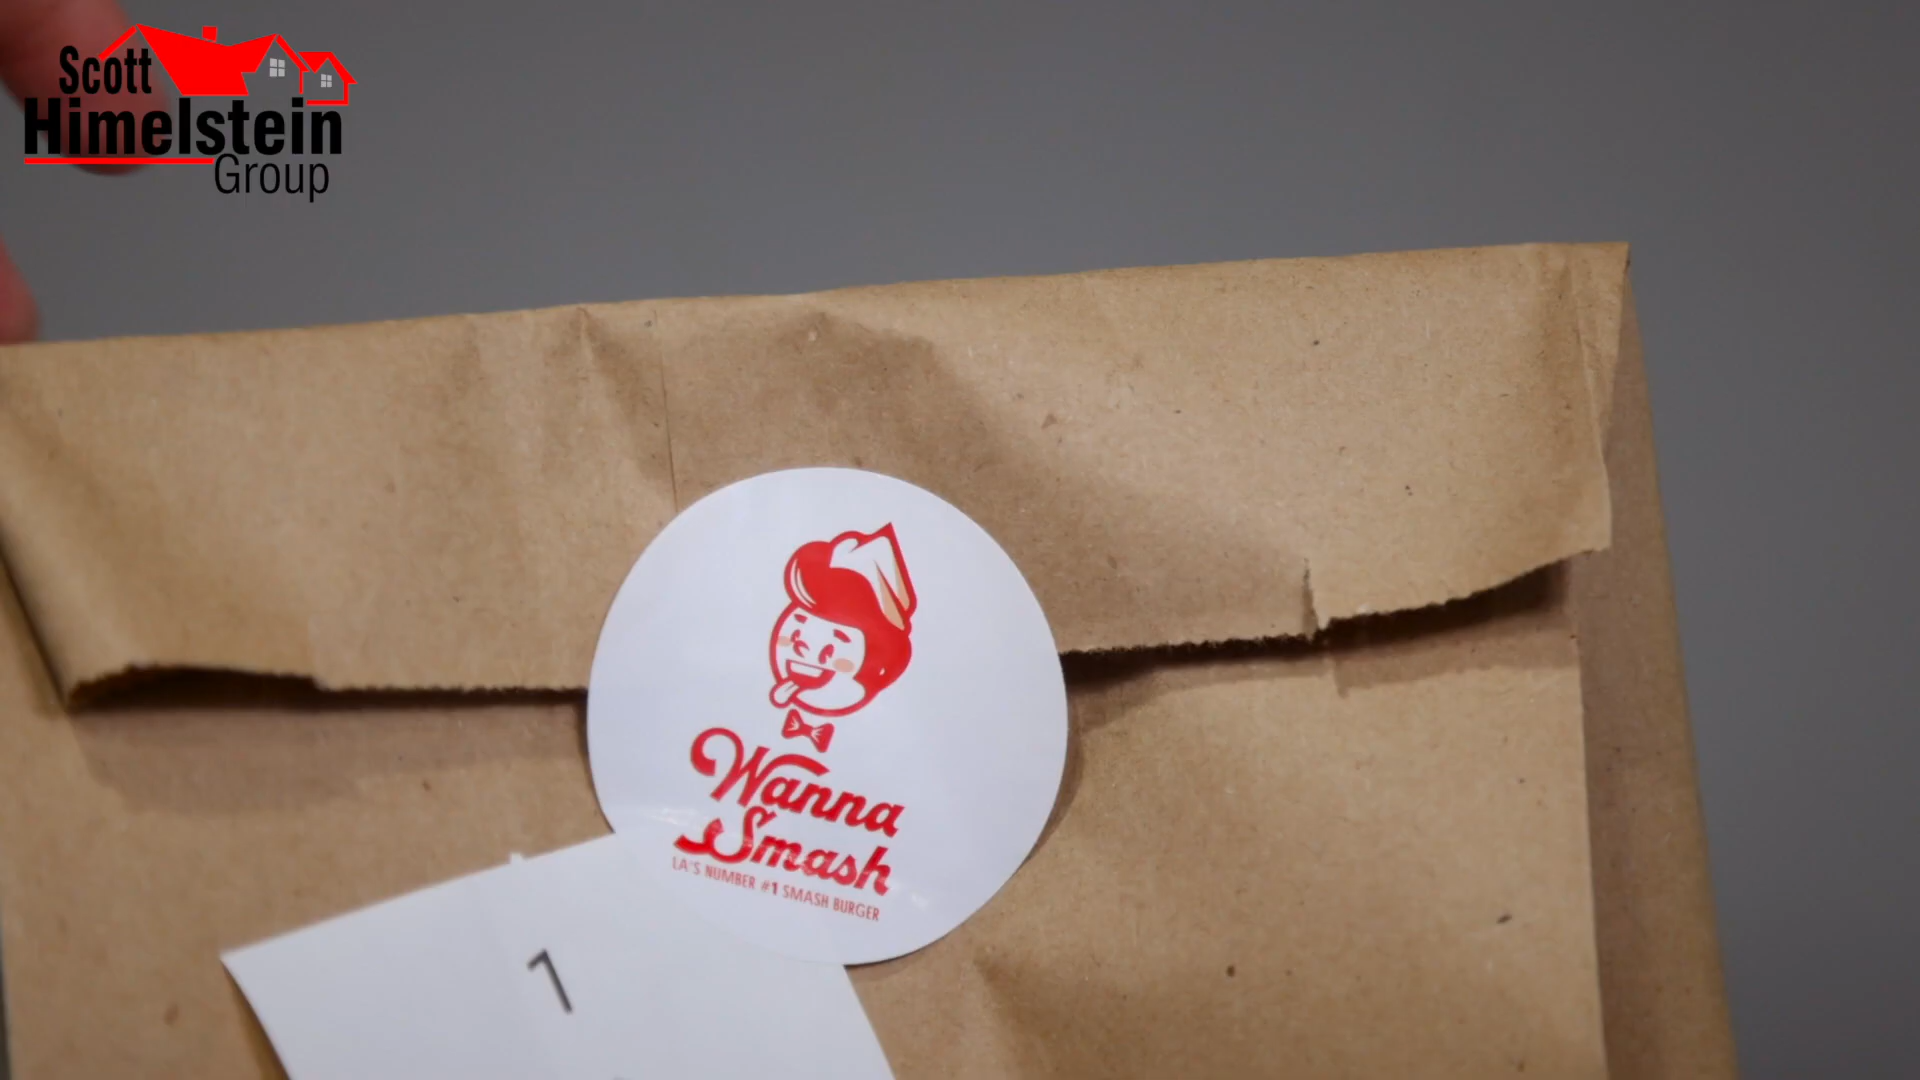 Scott
Himelstein
Group
Wanna
Smash
LA'S NUMBER #1 SMASH BURGER
1